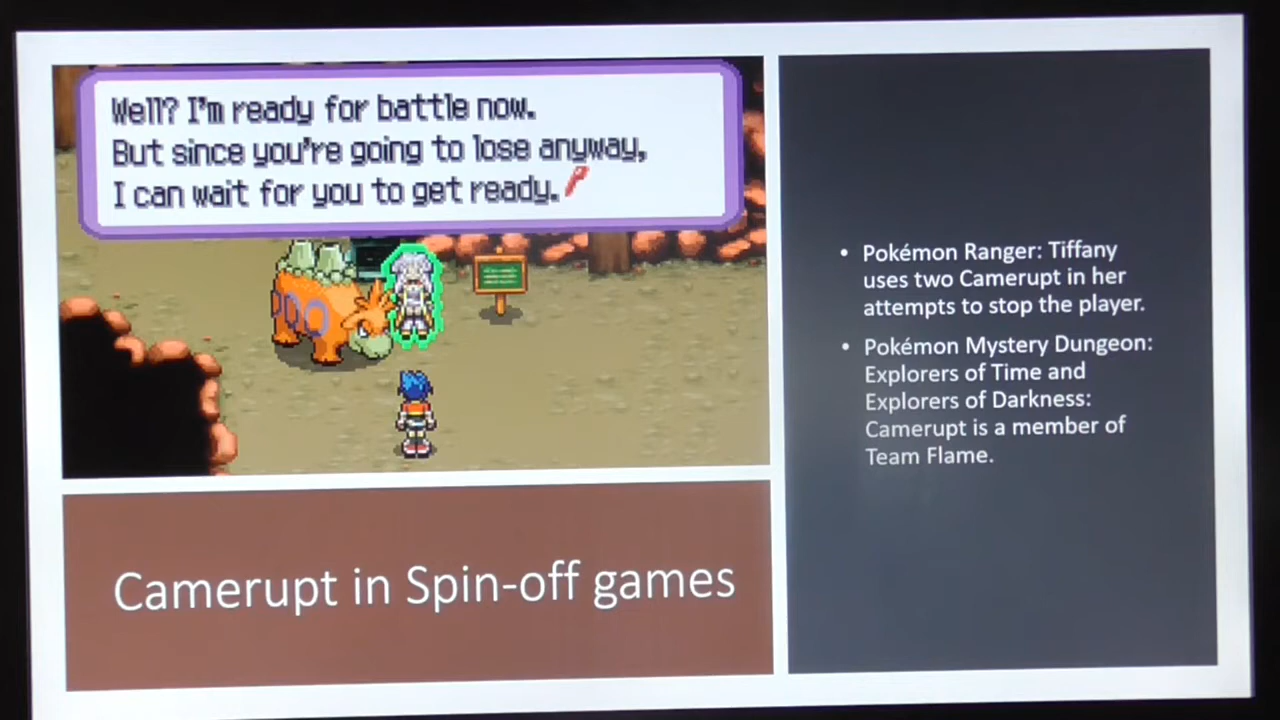 Well? I'm ready for battle now.
But since you're going to lose anyway,
I can wait for you to get ready.
Camerupt in Spin-off games
• Pokémon Ranger: Tiffany
uses two Camerupt in her
attempts to stop the player.
• Pokémon Mystery Dungeon:
Explorers of Time and
Explorers of Darkness:
Camerupt is a member of
Team Flame.